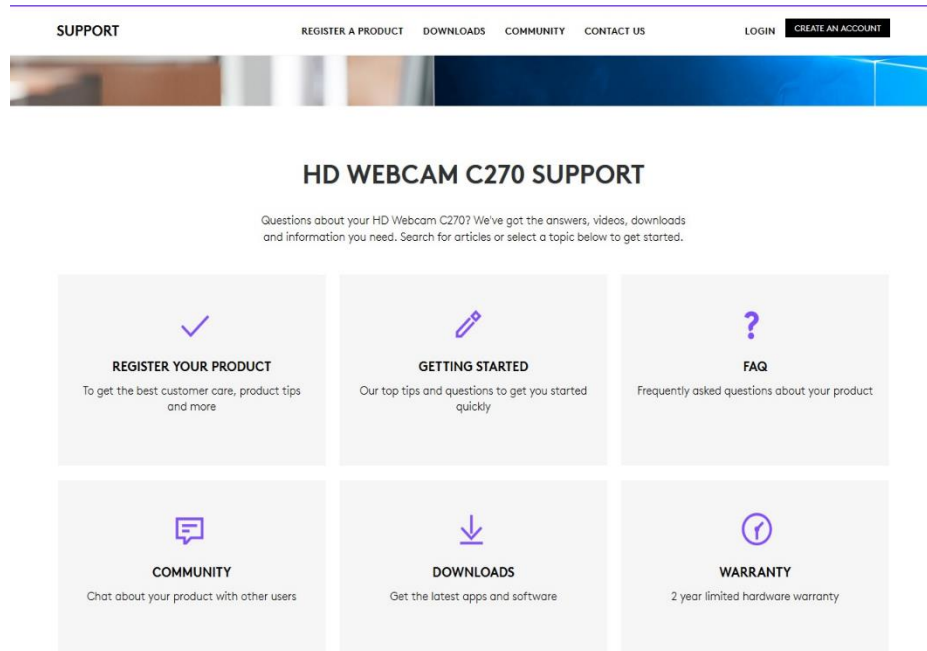 SUPPORT
REGISTER A PRODUCT DOWNLOADS COMMUNITY CONTACT US
LOGIN CREATE AN ACCOUNT
HD WEBCAM C270 SUPPORT
Questions about your HD Webcam C270? We've got the answers, videos, downloads
and information you need. Search for articles or select a topic below to get started.
REGISTER YOUR PRODUCT
To get the best customer care, product tips
and more
GETTING STARTED
Our top tips and questions to get you started
quickly
?
FAQ
Frequently asked questions about your product
COMMUNITY
Chat about your product with other users
DOWNLOADS
Get the latest apps and software
WARRANTY
2 year limited hardware warranty